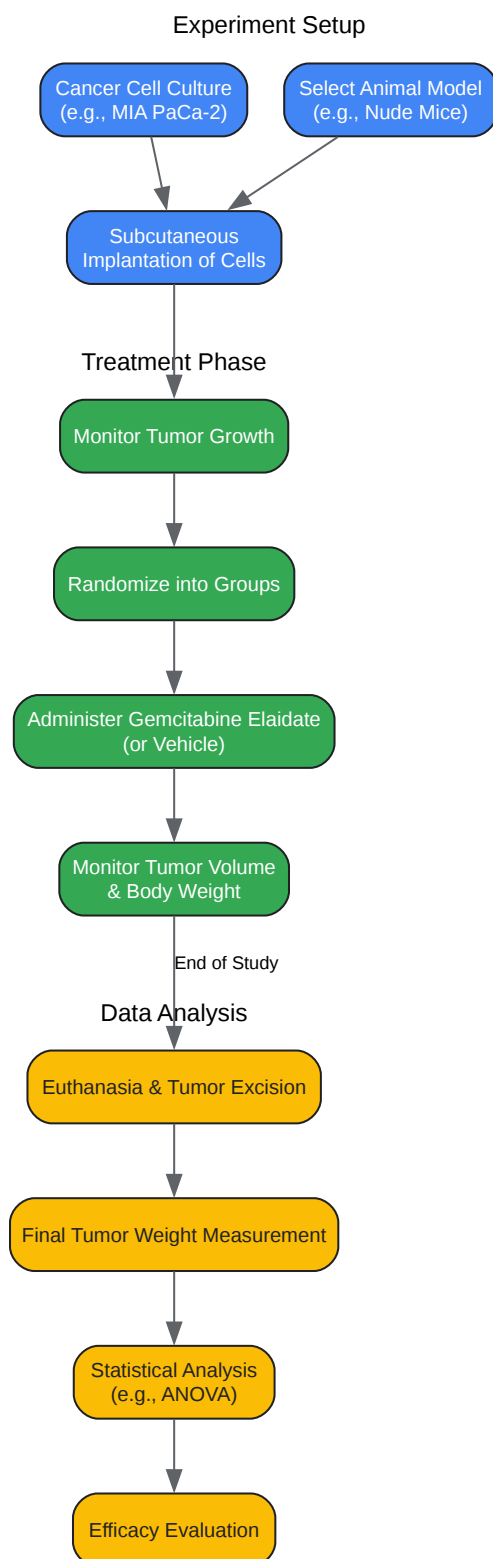 Experiment Setup
Cancer Cell Culture
(e.g., MIA PaCa-2)
Select Animal Model
(e.g., Nude Mice)
Subcutaneous
Implantation of Cells
Treatment Phase
Monitor Tumor Growth
Randomize into Groups
Administer Gemcitabine Elaidate
(or Vehicle)
Monitor Tumor Volume
& Body Weight
End of Study
Data Analysis
Euthanasia & Tumor Excision
Final Tumor Weight Measurement
Statistical Analysis
(e.g., ANOVA)
Efficacy Evaluation